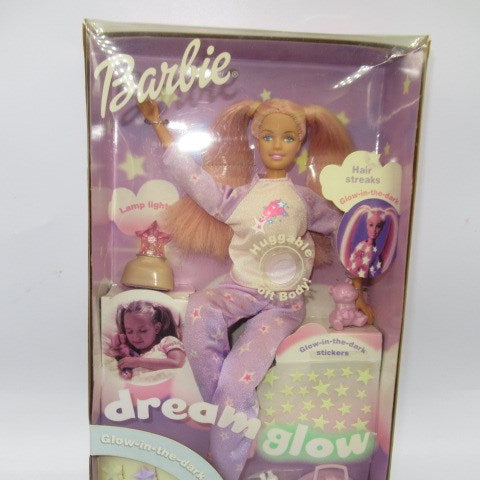 Barbie®
Hair
streaks
Glow-in-the-dark
Lamp light
Huggable
Soft Body!
Glow-in-the-dark
stickers
dream
glow™
Glow-in-the-dark